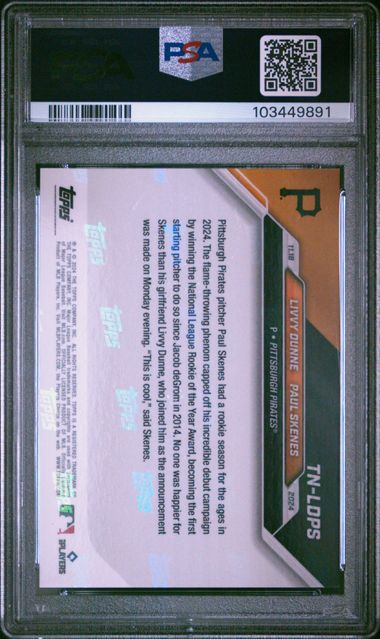 PSA
103449891
TN-LDPS
11.18
LIVVY DUNNE PAUL SKENES
2024
P • PITTSBURGH PIRATES®
P
Pittsburgh Pirates pitcher Paul Skenes had a rookie season for the ages in
2024. The flame-throwing phenom capped off his incredible debut campaign
by winning the National League Rookie of the Year Award, becoming the first
starting pitcher to do so since Jacob deGrom in 2014. No one was happier for
Skenes than his girlfriend Livvy Dunne, who joined him as the announcement
was made on Monday evening. "This is cool," said Skenes.
topps
PLAYERS